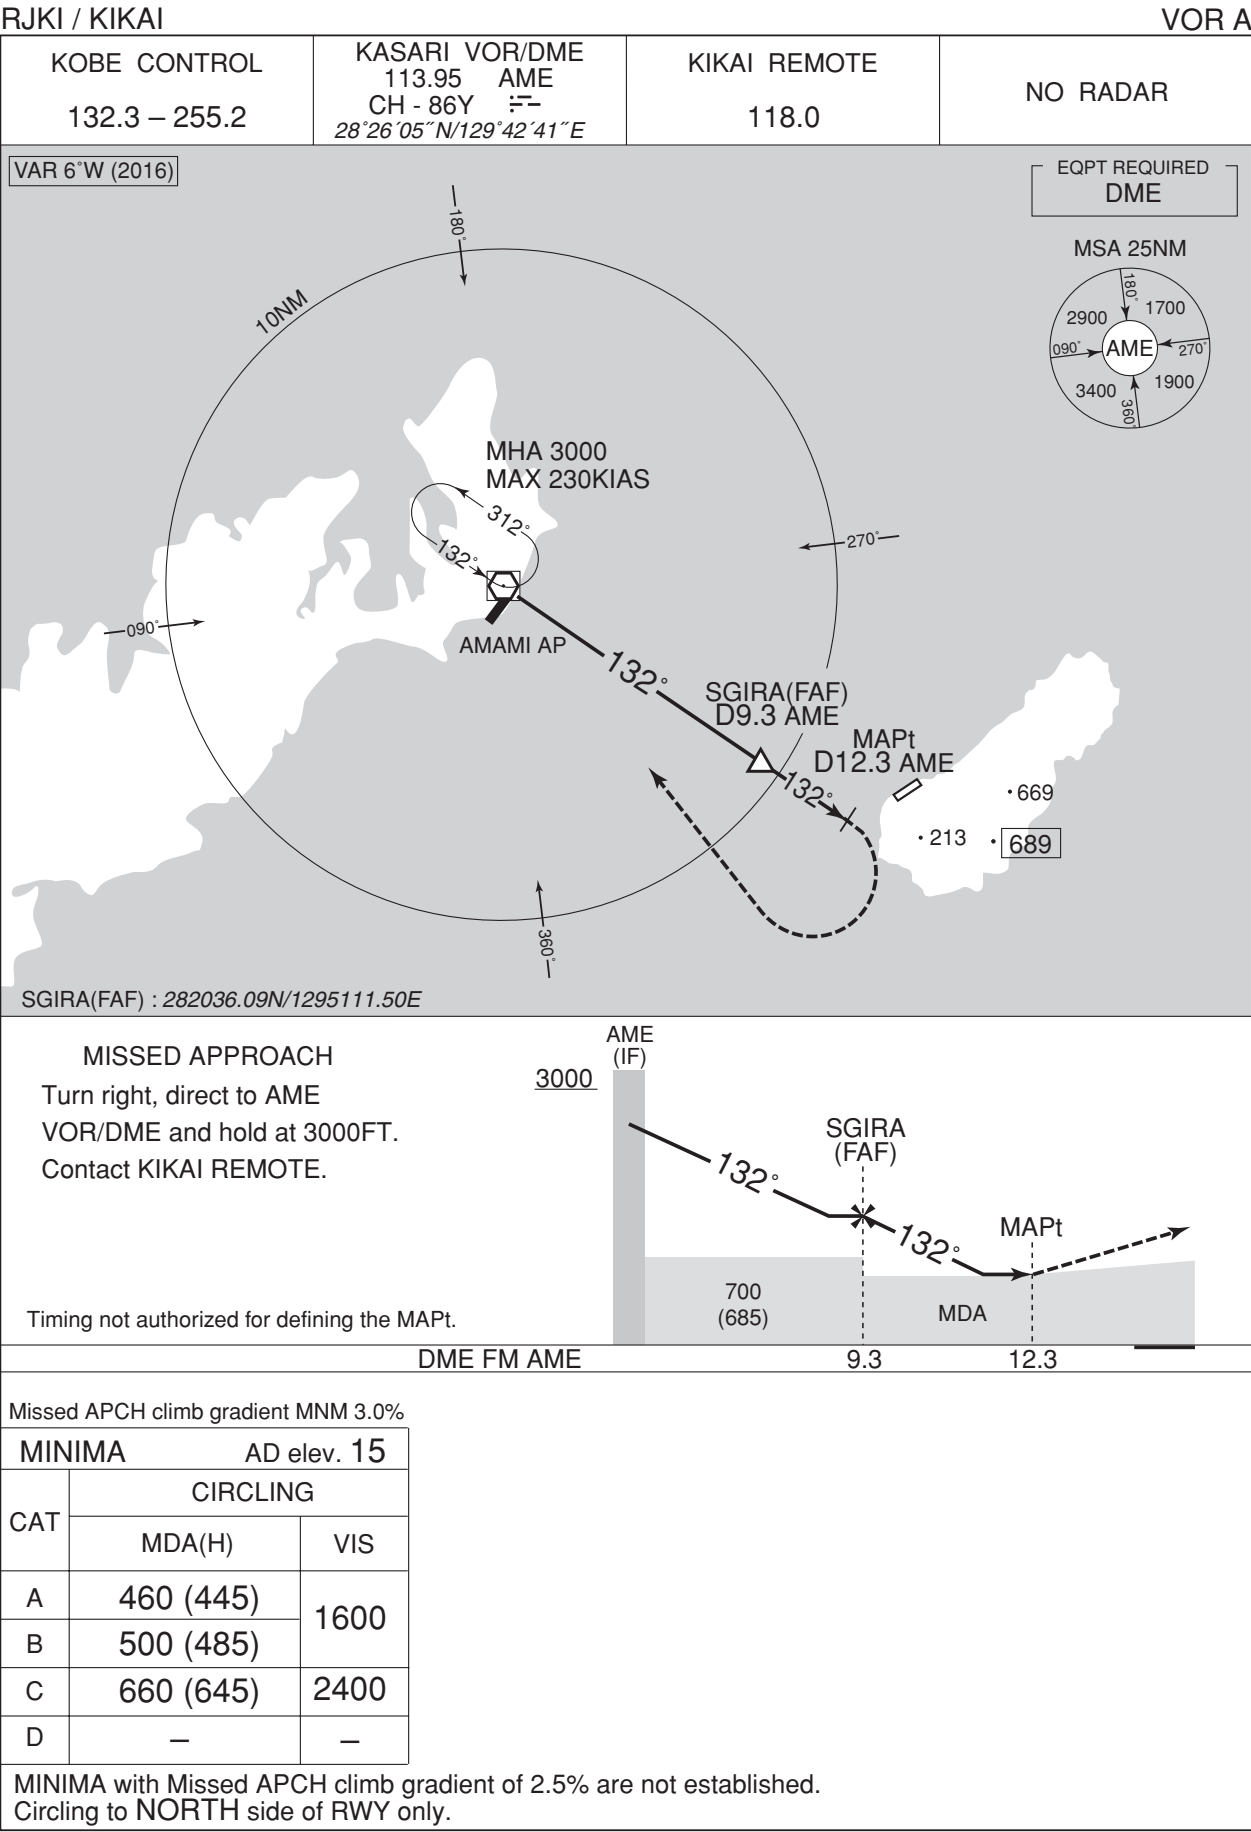 RJKI / KIKAI
VOR A
KOBE CONTROL
132.3 – 255.2
KASARI VOR/DME
113.95 AME
CH - 86Y
28°26´05˝N/129°42´41˝E
KIKAI REMOTE
118.0
NO RADAR
VAR 6°W (2016)
EQPT REQUIRED
DME
MSA 25NM
180°
2900
1700
090°
AME
270°
3400
1900
360°
180°
10NM
MHA 3000
MAX 230KIAS
312°
132°
270°
090°
AMAMI AP
132°
SGIRA(FAF)
D9.3 AME
MAPt
D12.3 AME
132°
669
213
689
360°
SGIRA(FAF) : 282036.09N/1295111.50E
MISSED APPROACH
Turn right, direct to AME
VOR/DME and hold at 3000FT.
Contact KIKAI REMOTE.
Timing not authorized for defining the MAPt.
AME
(IF)
3000
132°
SGIRA
(FAF)
132°
MAPt
700
(685)
MDA
DME FM AME
9.3
12.3
Missed APCH climb gradient MNM 3.0%
MINIMA AD elev. 15
CAT
CIRCLING
MDA(H)
VIS
A
460 (445)
1600
B
500 (485)
C
660 (645)
2400
D
–
–
MINIMA with Missed APCH climb gradient of 2.5% are not established.
Circling to NORTH side of RWY only.